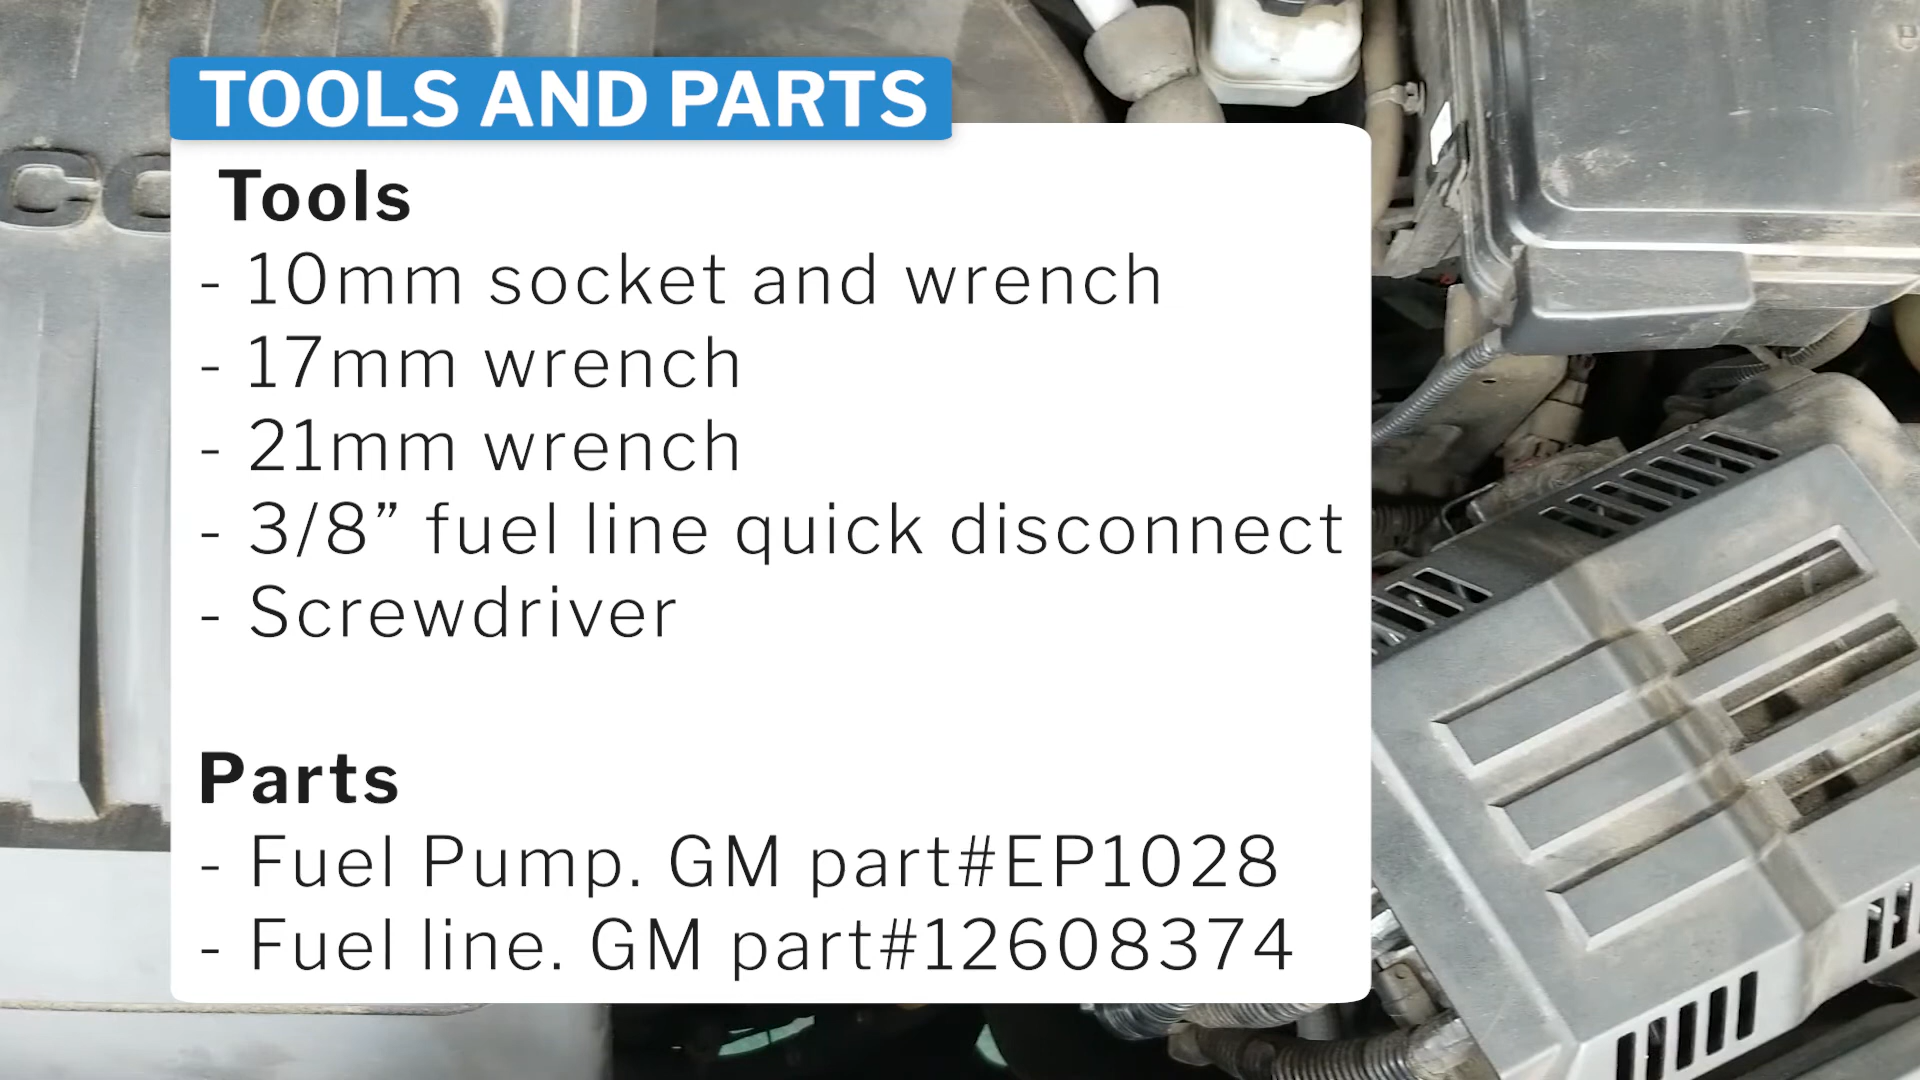 TOOLS AND PARTS
Tools
- 10mm socket and wrench
- 17mm wrench
- 21mm wrench
- 3/8” fuel line quick disconnect
- Screwdriver
Parts
- Fuel Pump. GM part#EP1028
- Fuel line. GM part#12608374